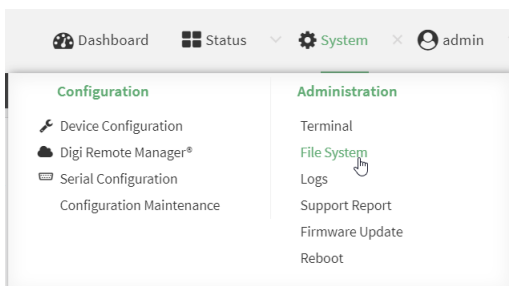 Dashboard Status System admin
Configuration
Device Configuration
Digi Remote Manager®
Serial Configuration
Configuration Maintenance
Administration
Terminal
File System
Logs
Support Report
Firmware Update
Reboot